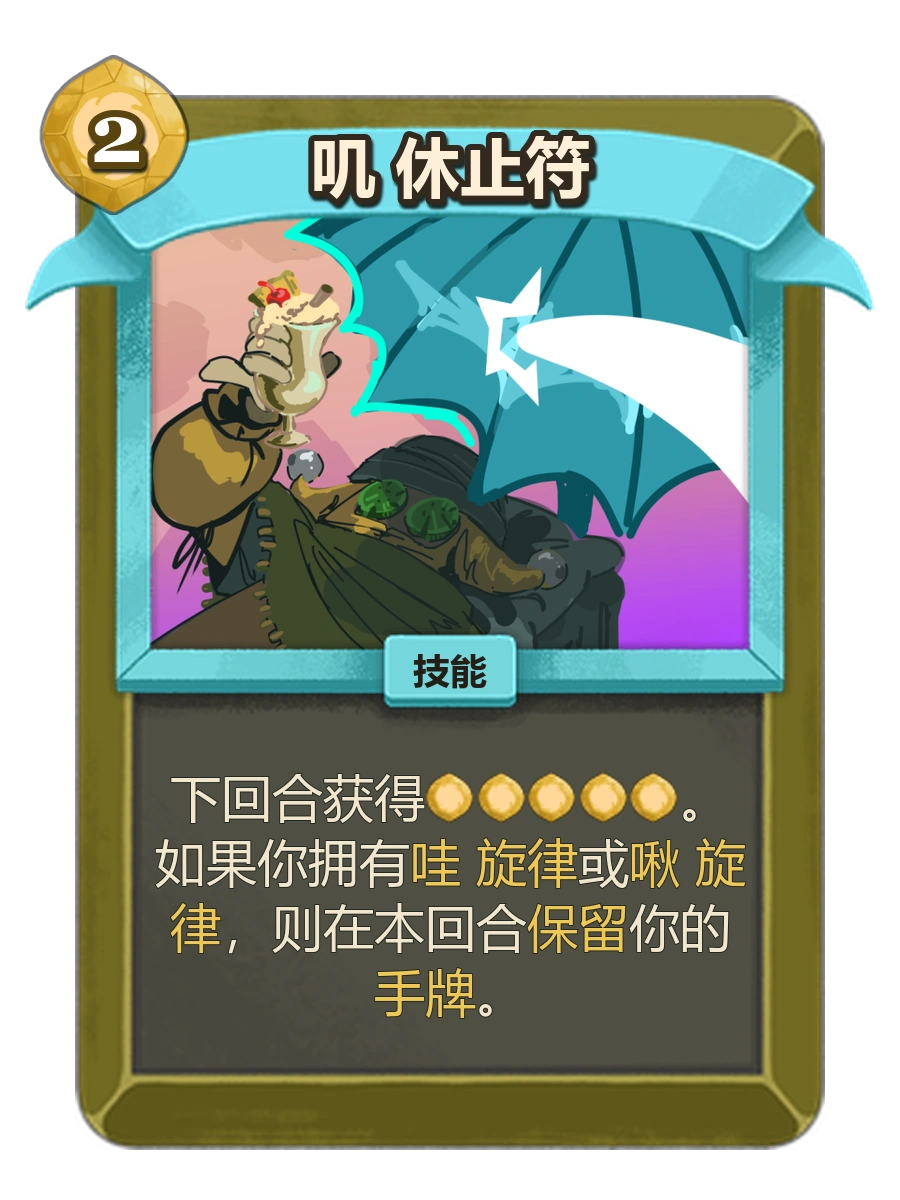 2
叽 休止符
技能
下回合获得。
如果你拥有哇 旋律或啾 旋
律，则在本回合保留你的
手牌。